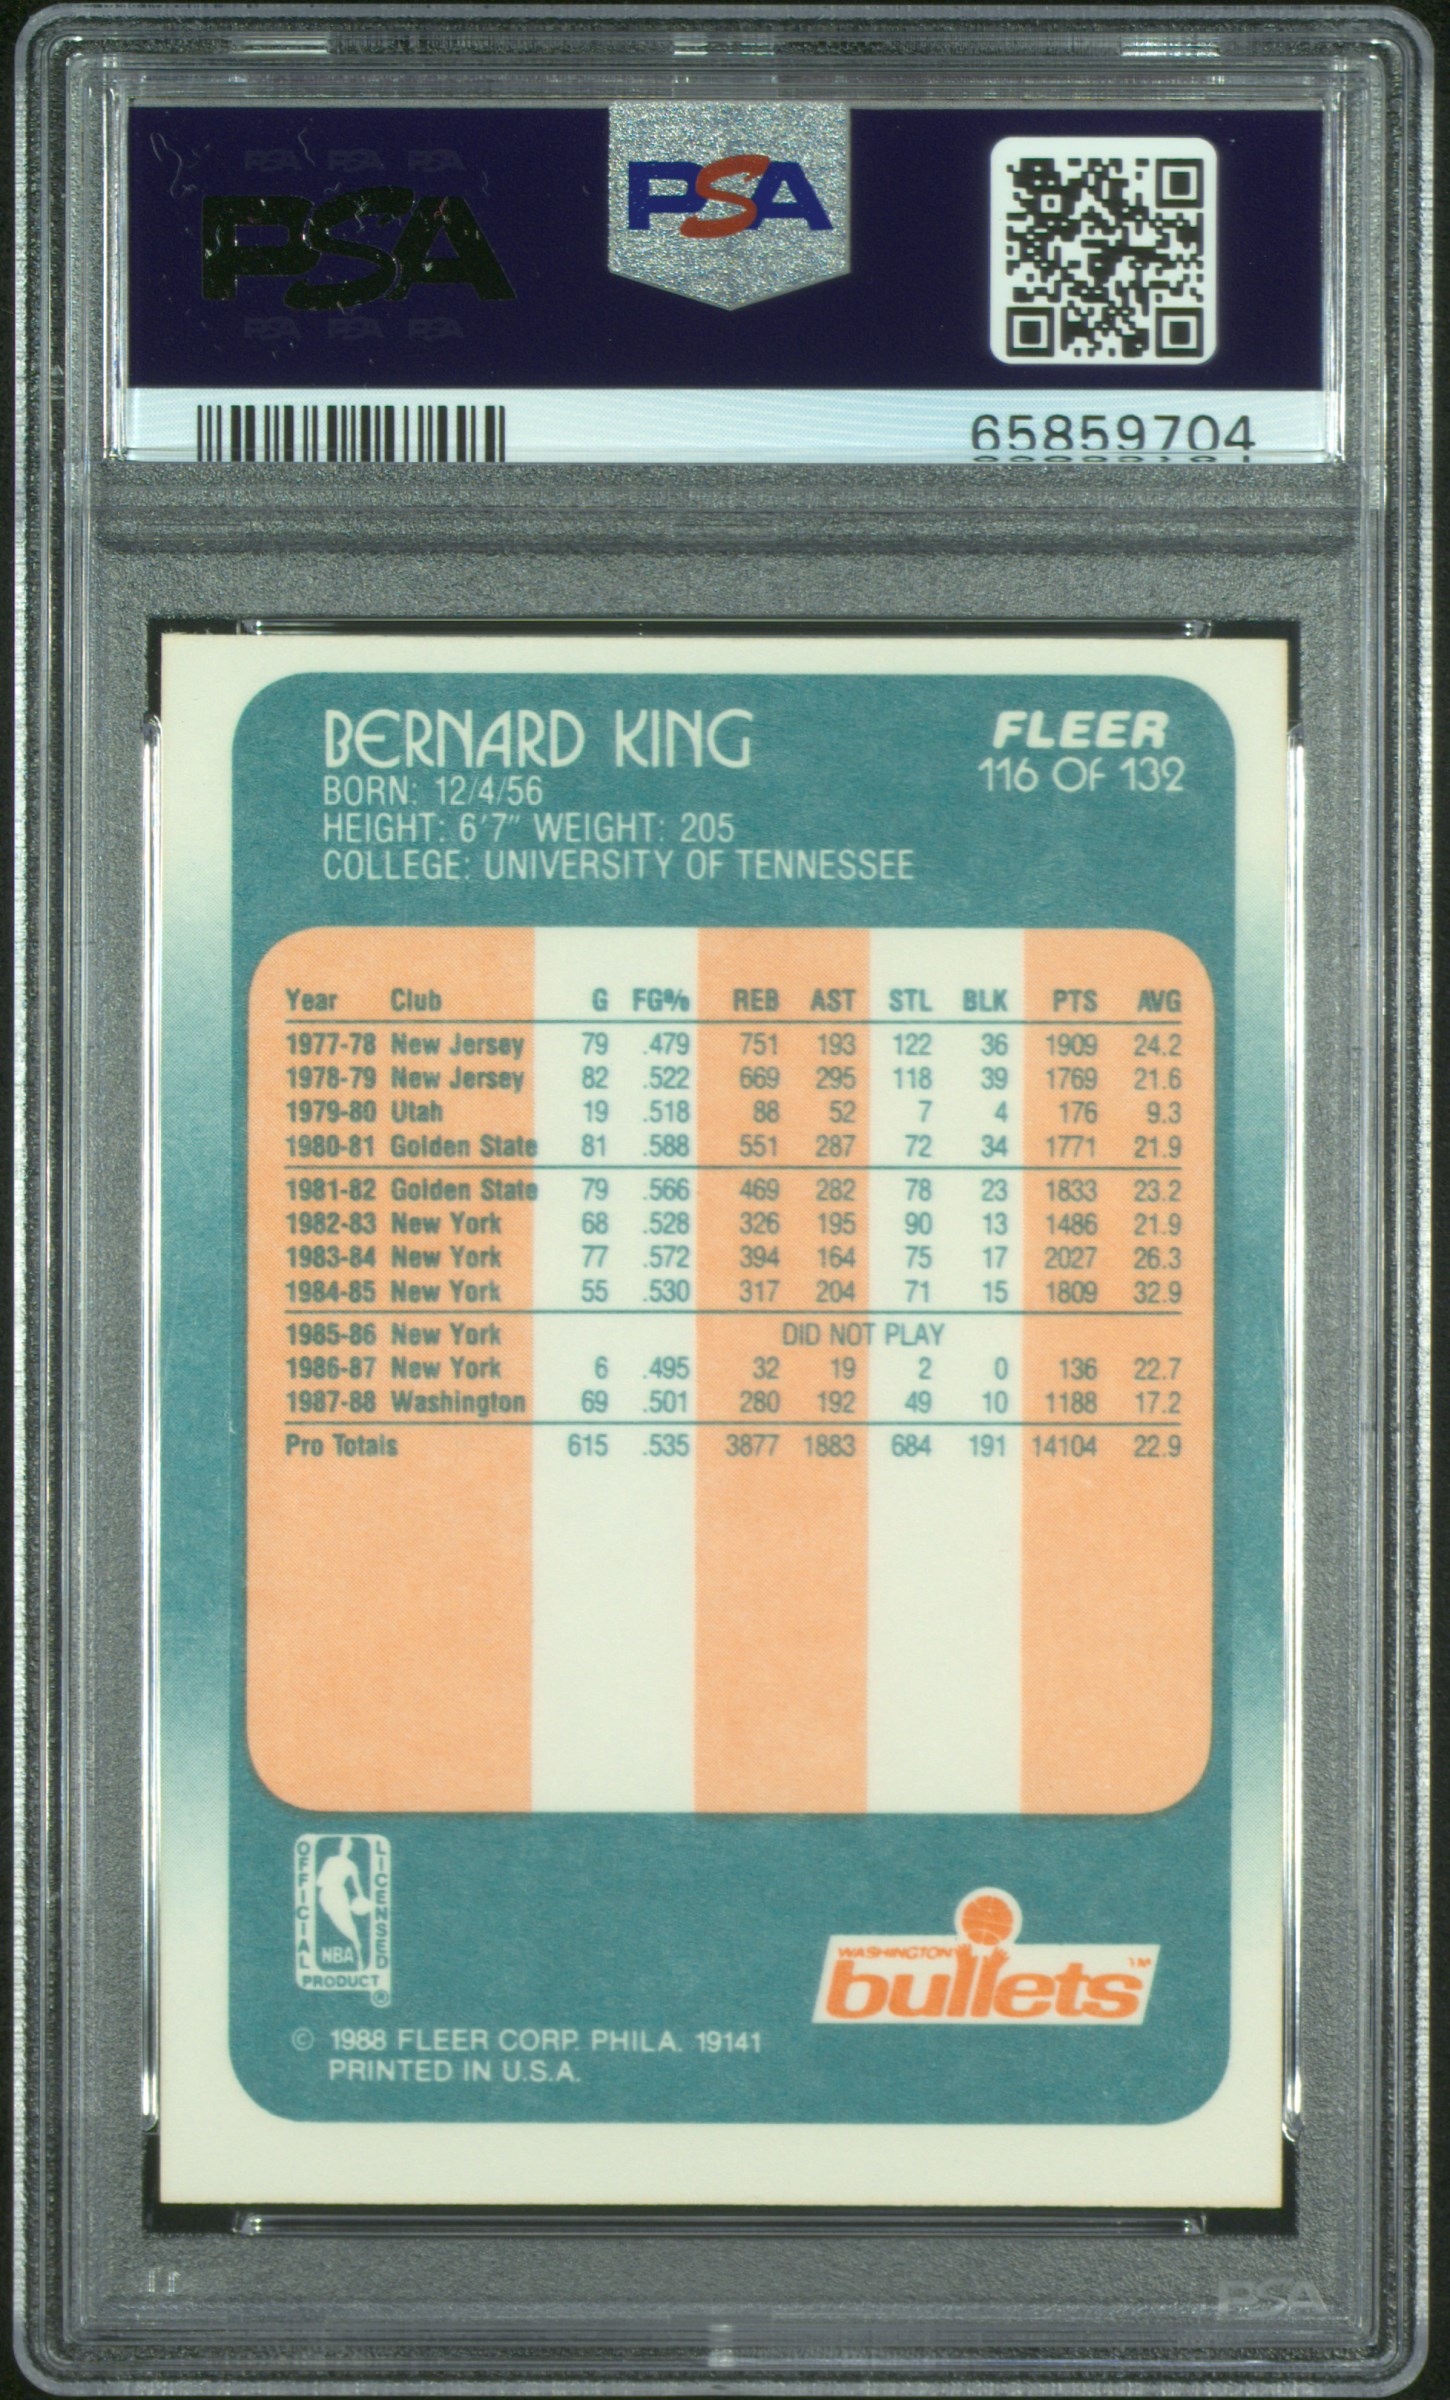 PSA PSA PSA
PSA
PSA PSA PSA
PSA
65859704
BERNARD KING
FLEER
116 OF 132
BORN: 12/4/56
HEIGHT: 6'7" WEIGHT: 205
COLLEGE: UNIVERSITY OF TENNESSEE
Year Club G FG% REB AST STL BLK PTS AVG
1977-78 New Jersey 79 .479 751 193 122 36 1909 24.2
1978-79 New Jersey 82 .522 669 295 118 39 1769 21.6
1979-80 Utah 19 .518 88 52 7 4 176 9.3
1980-81 Golden State 81 .588 551 287 72 34 1771 21.9
1981-82 Golden State 79 .566 469 282 78 23 1833 23.2
1982-83 New York 68 .528 326 195 90 13 1486 21.9
1983-84 New York 77 .572 394 164 75 17 2027 26.3
1984-85 New York 55 .530 317 204 71 15 1809 32.9
1985-86 New York DID NOT PLAY
1986-87 New York 6 .495 32 19 2 0 136 22.7
1987-88 Washington 69 .501 280 192 49 10 1188 17.2
Pro Totals 615 .535 3877 1883 684 191 14104 22.9
OFFICIAL LICENSED
NBA
PRODUCT ®
WASHINGTON
bullets ™
© 1988 FLEER CORP. PHILA. 19141
PRINTED IN U.S.A.
PSA